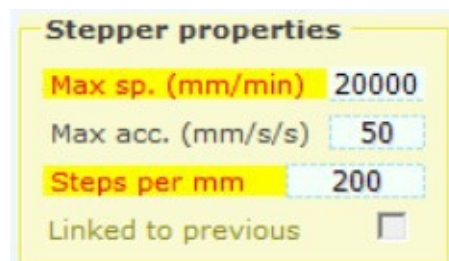 Stepper properties
Max sp. (mm/min) 20000
Max acc. (mm/s/s) 50
Steps per mm 200
Linked to previous